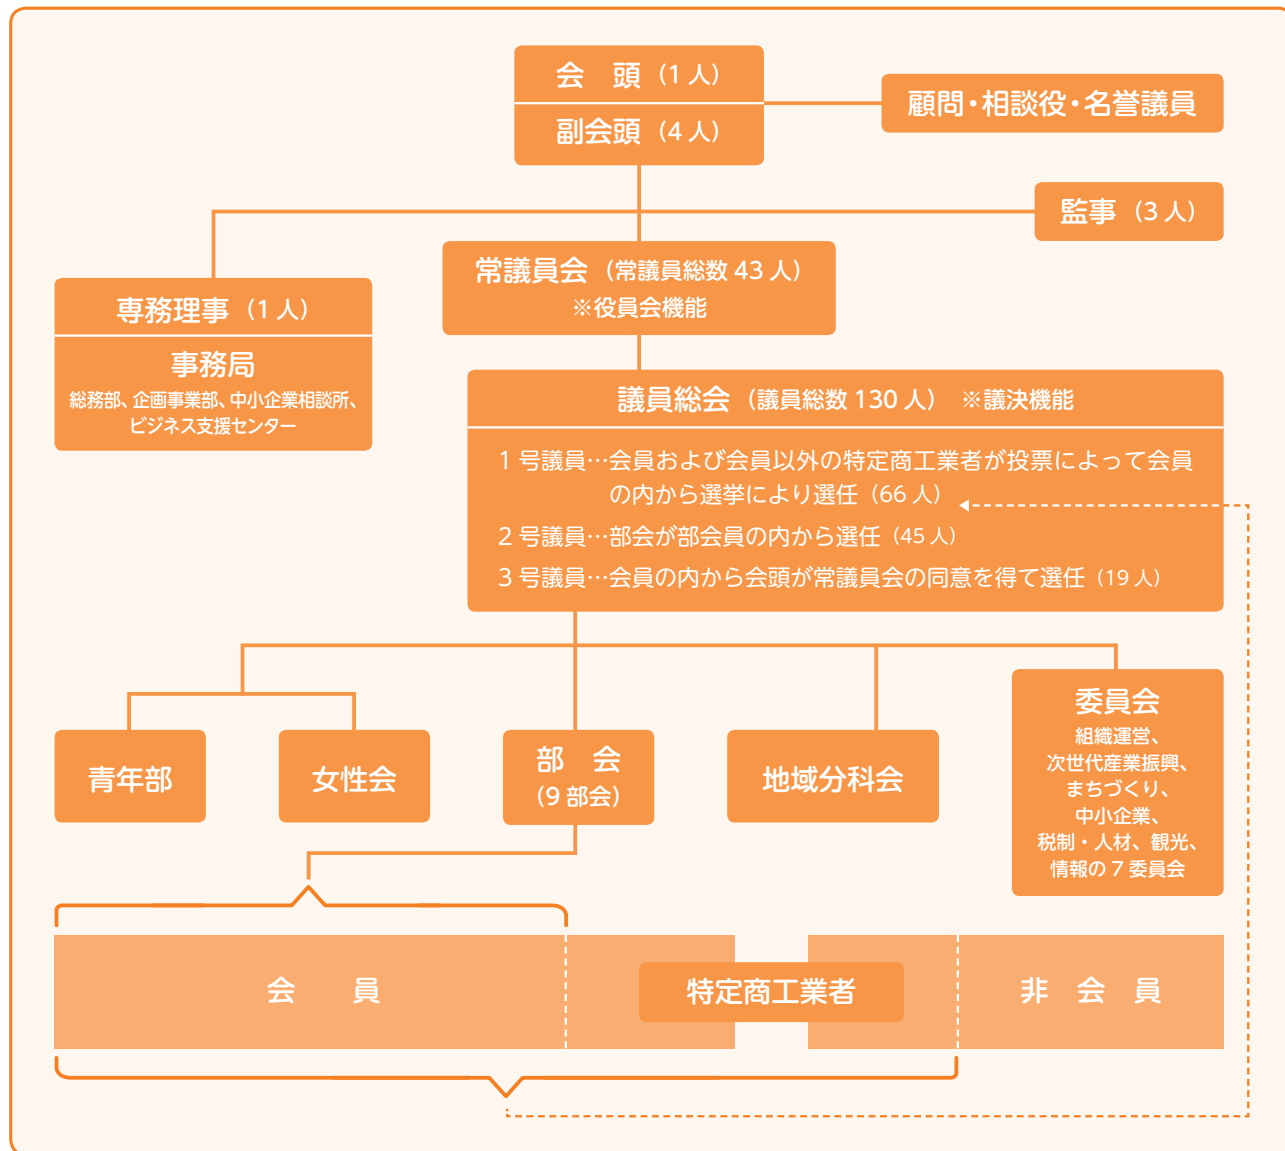 会　頭（1人）
副会頭（4人）
顧問・相談役・名誉議員
監事（3人）
常議員会（常議員総数 43 人）
※役員会機能
専務理事（1人）
事務局
総務部、企画事業部、中小企業相談所、
ビジネス支援センター
議員総会（議員総数 130 人）　※議決機能
1 号議員…会員および会員以外の特定商工業者が投票によって会員
の内から選挙により選任（66 人）
2 号議員…部会が部会員の内から選任（45 人）
3 号議員…会員の内から会頭が常議員会の同意を得て選任（19 人）
青年部
女性会
部　会
（9 部会）
地域分科会
委員会
組織運営、
次世代産業振興、
まちづくり、
中小企業、
税制・人材、観光、
情報の 7 委員会
会　員
特定商工業者
非 会 員